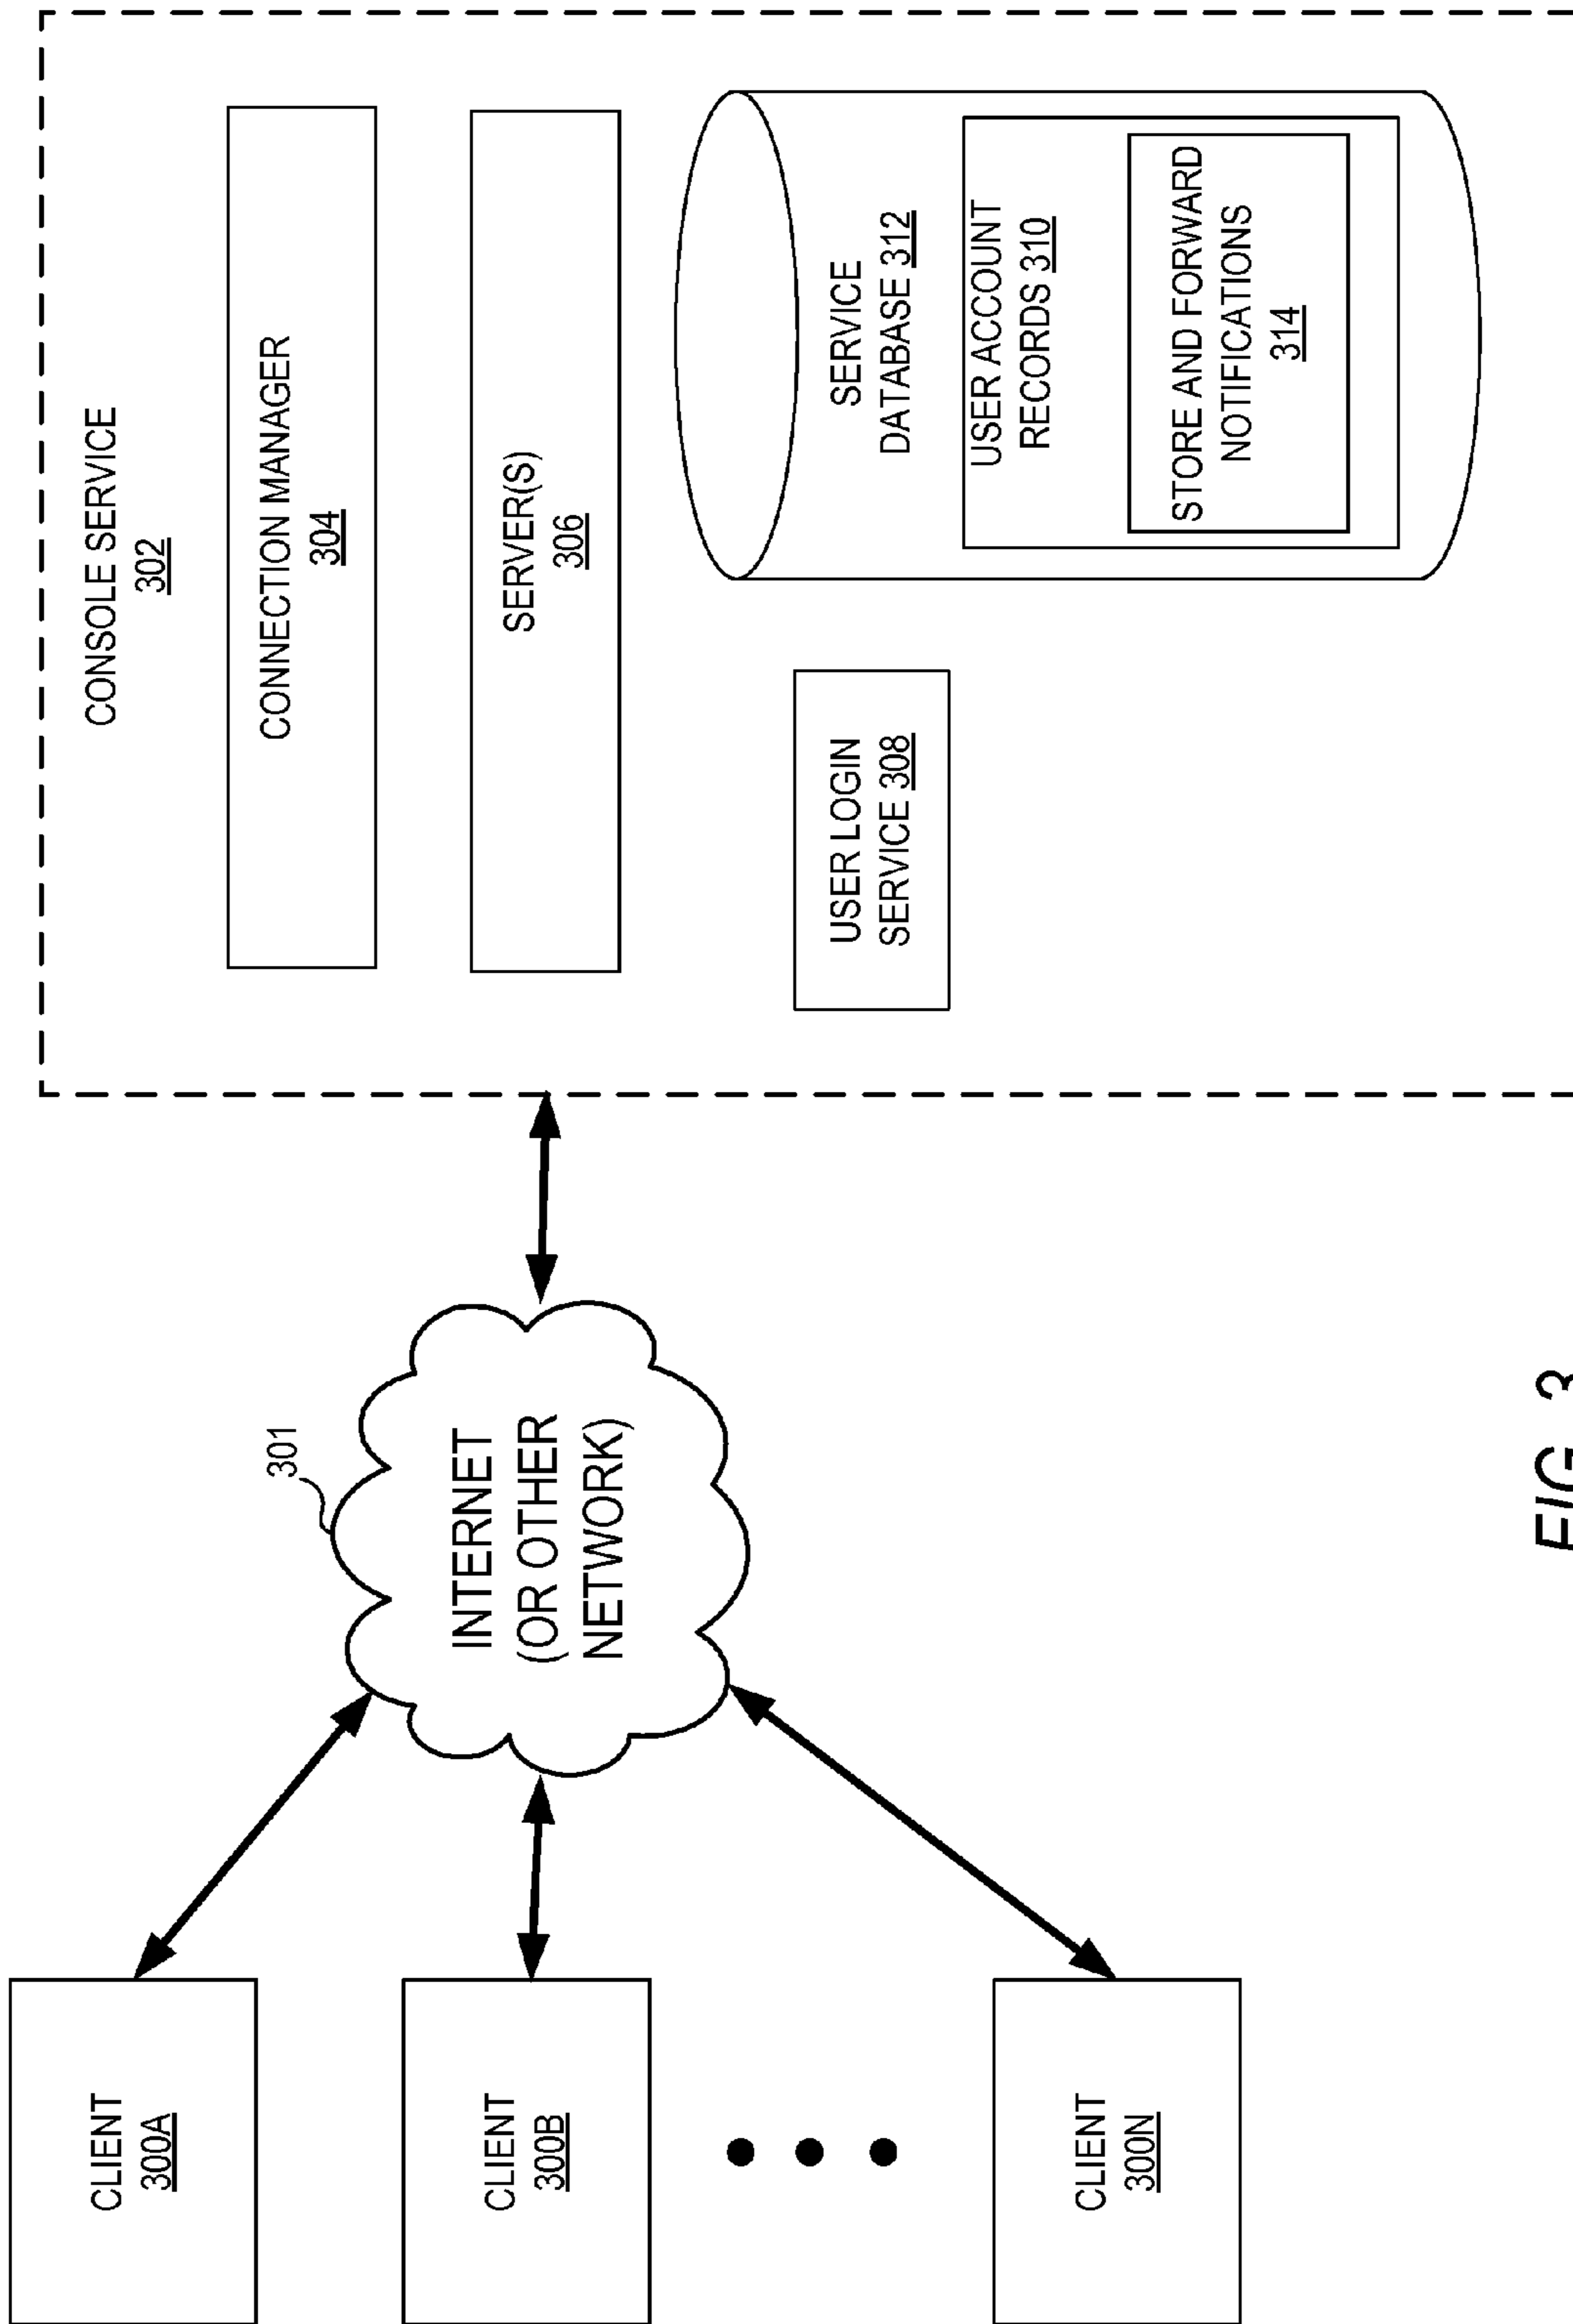 CLIENT
300A
CLIENT
300B
CLIENT
300N
301
INTERNET
(OR OTHER
NETWORK)
CONSOLE SERVICE
302
CONNECTION MANAGER
304
SERVER(S)
306
USER LOGIN
SERVICE 308
SERVICE
DATABASE 312
USER ACCOUNT
RECORDS 310
STORE AND FORWARD
NOTIFICATIONS
314
FIG. 3